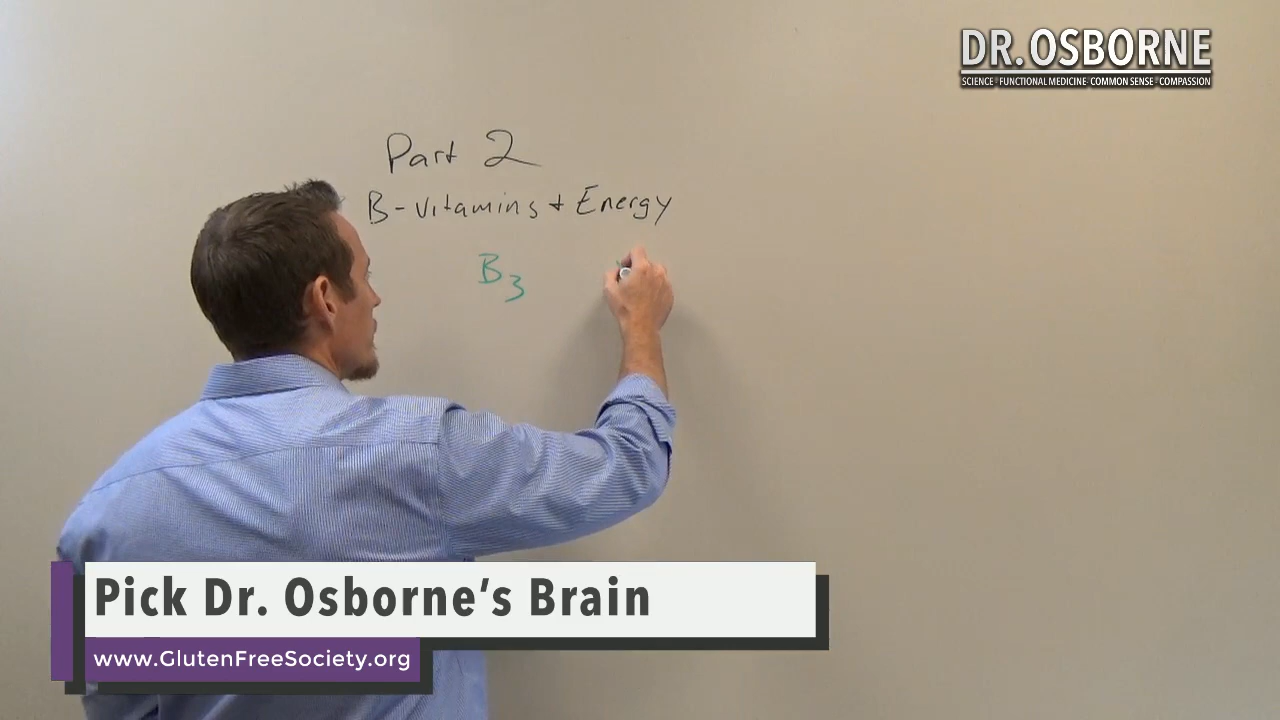 DR. OSBORNE
SCIENCE - FUNCTIONAL MEDICINE - COMMON SENSE - COMPASSION
Part 2
B-vitamins + Energy
B3
Pick Dr. Osborne's Brain
www.GlutenFreeSociety.org